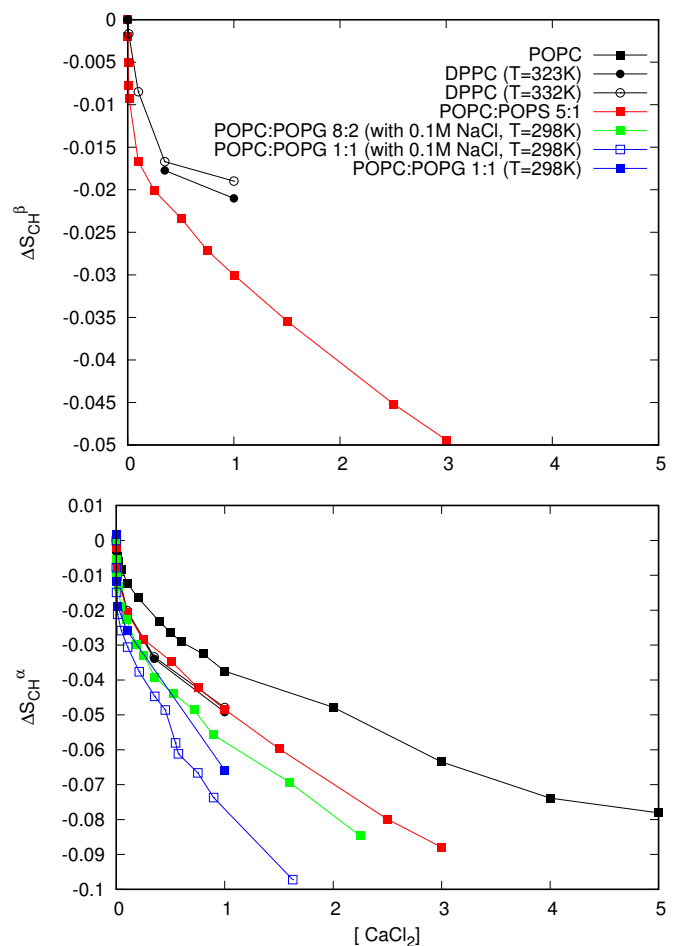 0
-0.005
-0.01
-0.015
-0.02
-0.025
-0.03
-0.035
-0.04
-0.045
-0.05
ΔS_CH^β
POPC
DPPC (T=323K)
DPPC (T=332K)
POPC:POPS 5:1
POPC:POPG 8:2 (with 0.1M NaCl, T=298K)
POPC:POPG 1:1 (with 0.1M NaCl, T=298K)
POPC:POPG 1:1 (T=298K)
0 1 2 3 4 5
0.01
0
-0.01
-0.02
-0.03
-0.04
-0.05
-0.06
-0.07
-0.08
-0.09
-0.1
ΔS_CH^α
0 1 2 3 4 5
[ CaCl₂]